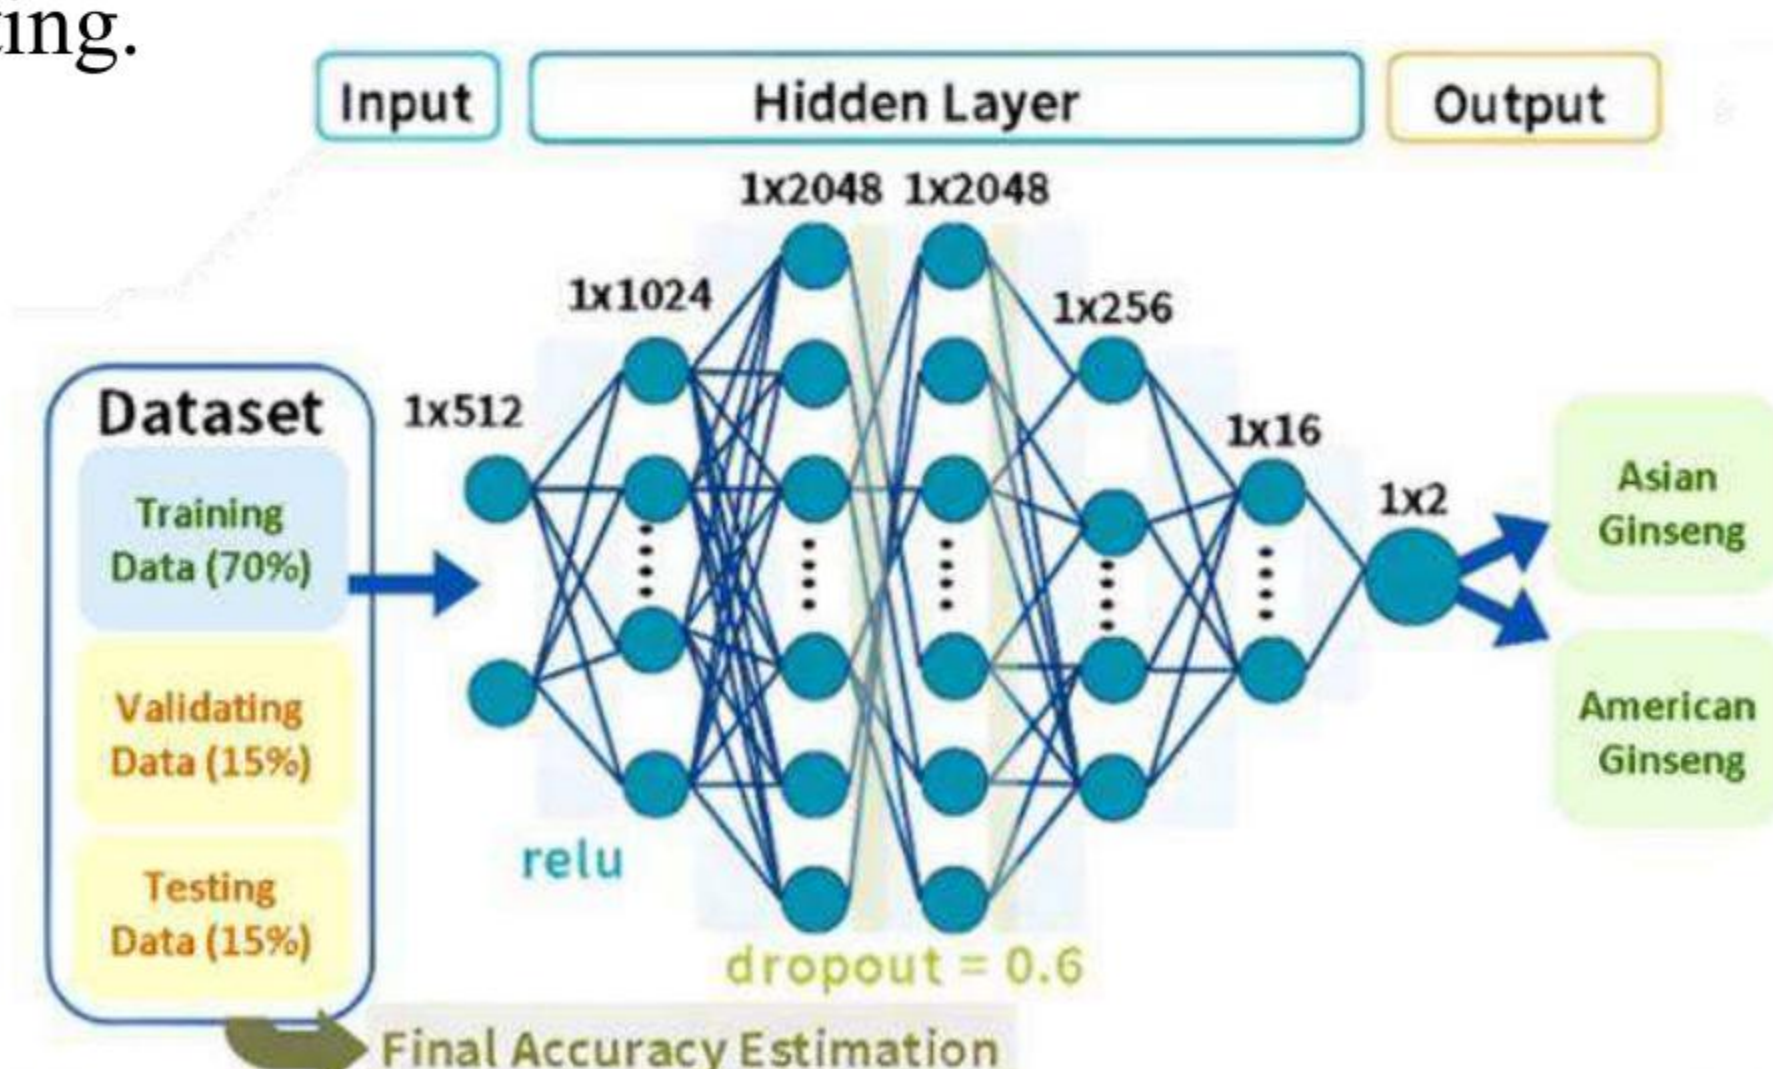 ting.
Input
Hidden Layer
Output
1x2048 1x2048
1x1024
1x256
1x512
1x16
1x2
Dataset
Training
Data (70%)
Validating
Data (15%)
Testing
Data (15%)
relu
dropout = 0.6
Asian
Ginseng
American
Ginseng
Final Accuracy Estimation